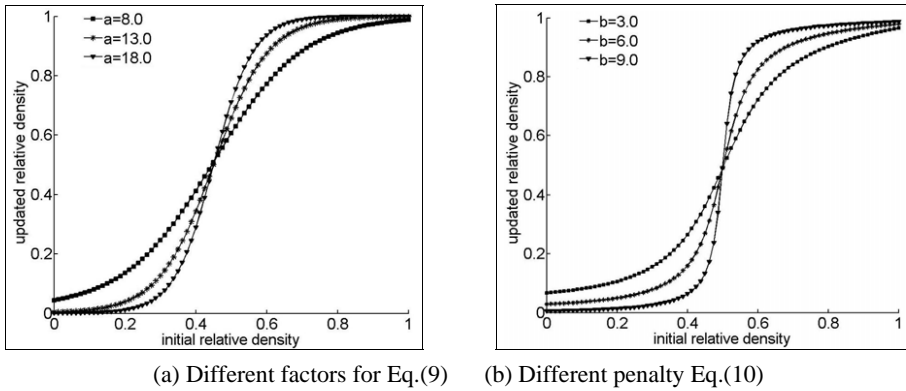 1
a=8.0
a=13.0
a=18.0
0.8
0.6
0.4
0.2
0
updated relative density
0 0.2 0.4 0.6 0.8 1
initial relative density
1
b=3.0
b=6.0
b=9.0
0.8
0.6
0.4
0.2
0
updated relative density
0 0.2 0.4 0.6 0.8 1
initial relative density
(a) Different factors for Eq.(9) (b) Different penalty Eq.(10)